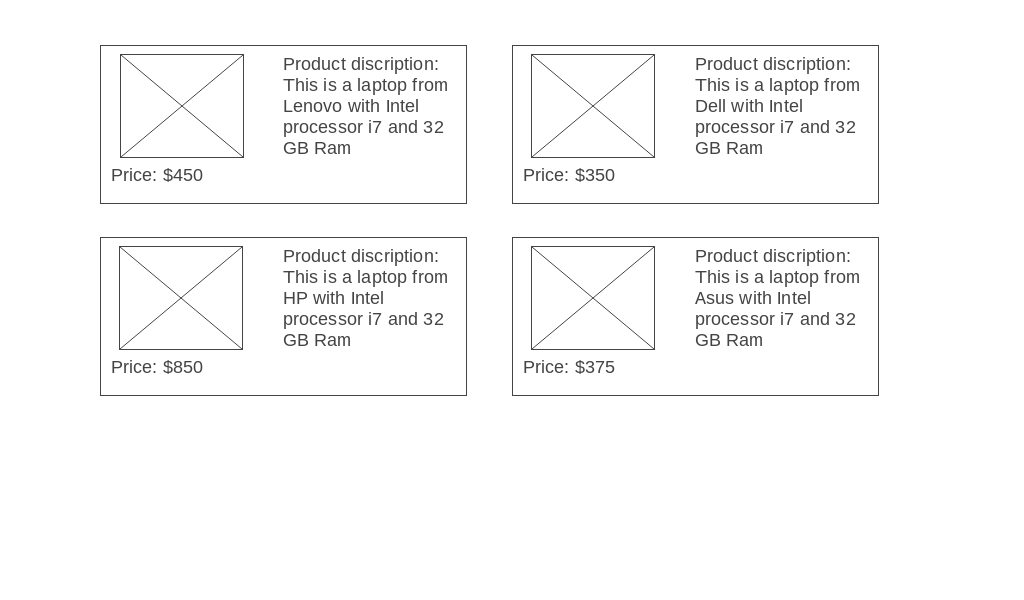 Product discription:
This is a laptop from
Lenovo with Intel
processor i7 and 32
GB Ram
Price: $450
Product discription:
This is a laptop from
Dell with Intel
processor i7 and 32
GB Ram
Price: $350
Product discription:
This is a laptop from
HP with Intel
processor i7 and 32
GB Ram
Price: $850
Product discription:
This is a laptop from
Asus with Intel
processor i7 and 32
GB Ram
Price: $375